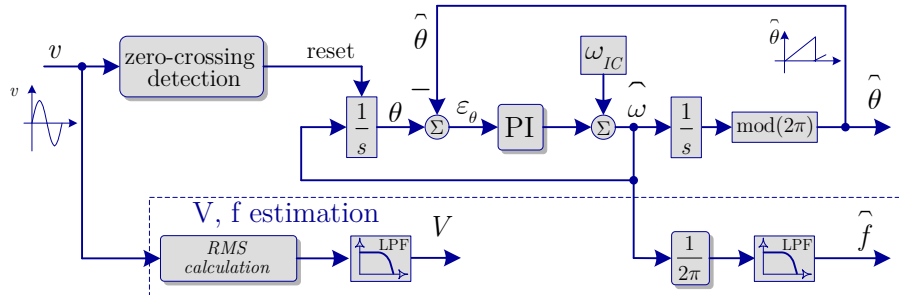 v
zero-crossing
detection
reset
v
1
s
θ
θ̂
−
Σ
ε_θ
PI
ω_IC
Σ
ω̂
1
s
mod(2π)
θ̂
θ̂
V, f estimation
RMS
calculation
LPF
V
1
2π
LPF
f̂